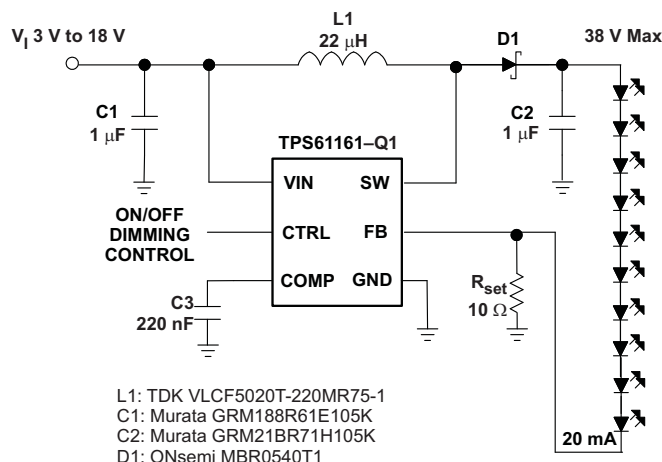 L1
22 μH
V_I 3 V to 18 V
D1
38 V Max
C1
1 μF
C2
1 μF
TPS61161–Q1
VIN
SW
ON/OFF
DIMMING
CONTROL
CTRL
FB
COMP
GND
C3
220 nF
R_set
10 Ω
L1: TDK VLCF5020T-220MR75-1
C1: Murata GRM188R61E105K
C2: Murata GRM21BR71H105K
D1: ONsemi MBR0540T1
20 mA